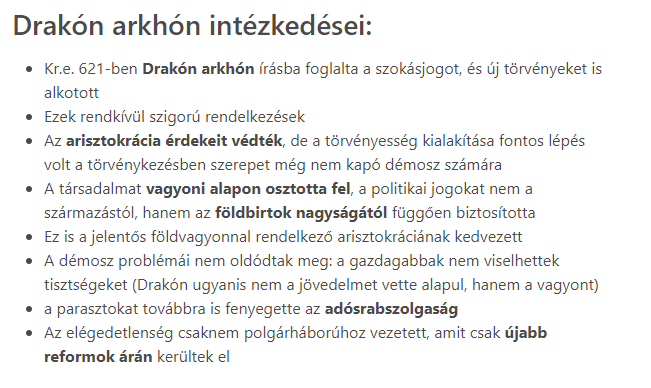 Drakón arkhón intézkedései:
Kr.e. 621-ben Drakón arkhón írásba foglalta a szokásjogot, és új törvényeket is
alkotott
Ezek rendkívül szigorú rendelkezések
Az arisztokrácia érdekeit védték, de a törvényesség kialakítása fontos lépés
volt a törvénykezésben szerepet még nem kapó démosz számára
A társadalmat vagyoni alapon osztotta fel, a politikai jogokat nem a
származástól, hanem az földbirtok nagyságától függően biztosította
Ez is a jelentős földvagyonnal rendelkező arisztokráciának kedvezett
A démosz problémái nem oldódtak meg: a gazdagabbak nem viselhettek
tisztségeket (Drakón ugyanis nem a jövedelmet vette alapul, hanem a vagyont)
a parasztokat továbbra is fenyegette az adósrabszolgaság
Az elégedetlenség csaknem polgárháborúhoz vezetett, amit csak újabb
reformok árán kerültek el